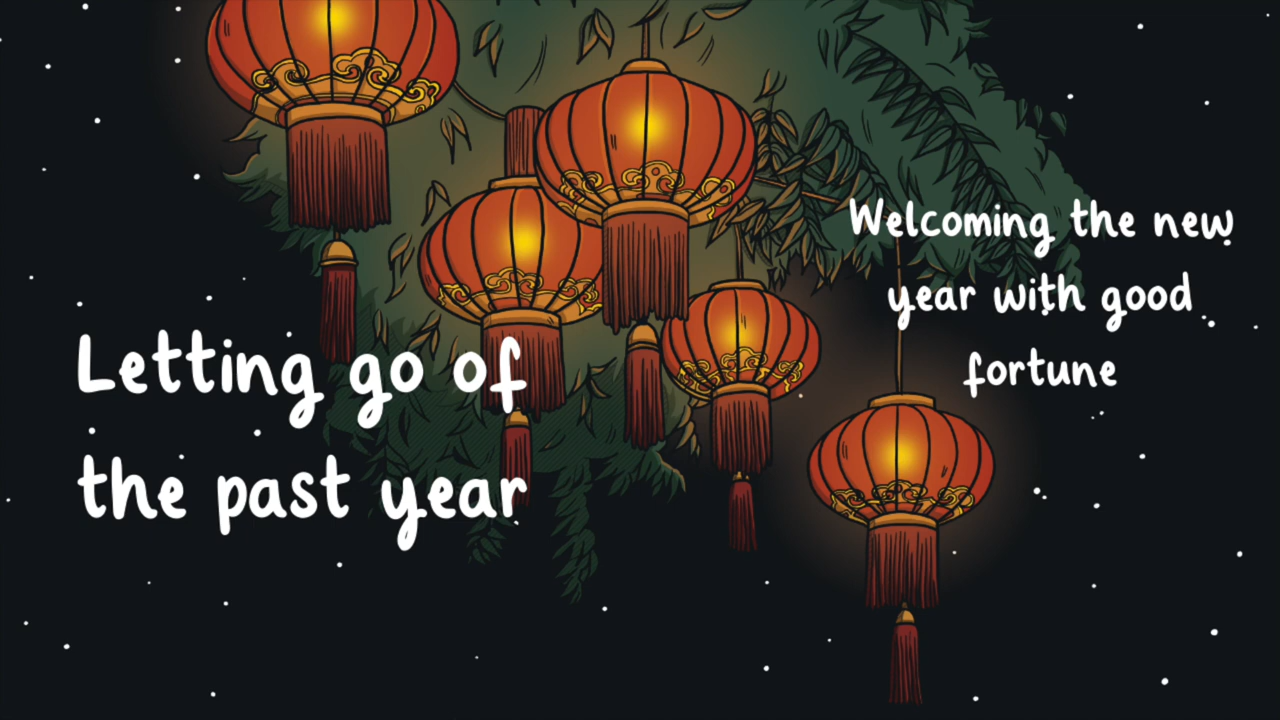 Letting go of
the past year
Welcoming the new
year with good
fortune